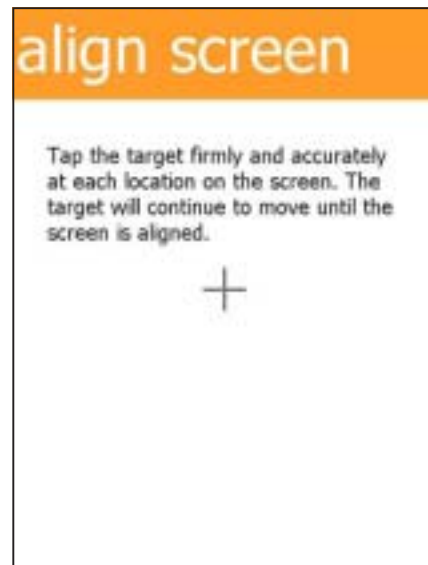 align screen
Tap the target firmly and accurately
at each location on the screen. The
target will continue to move until the
screen is aligned.